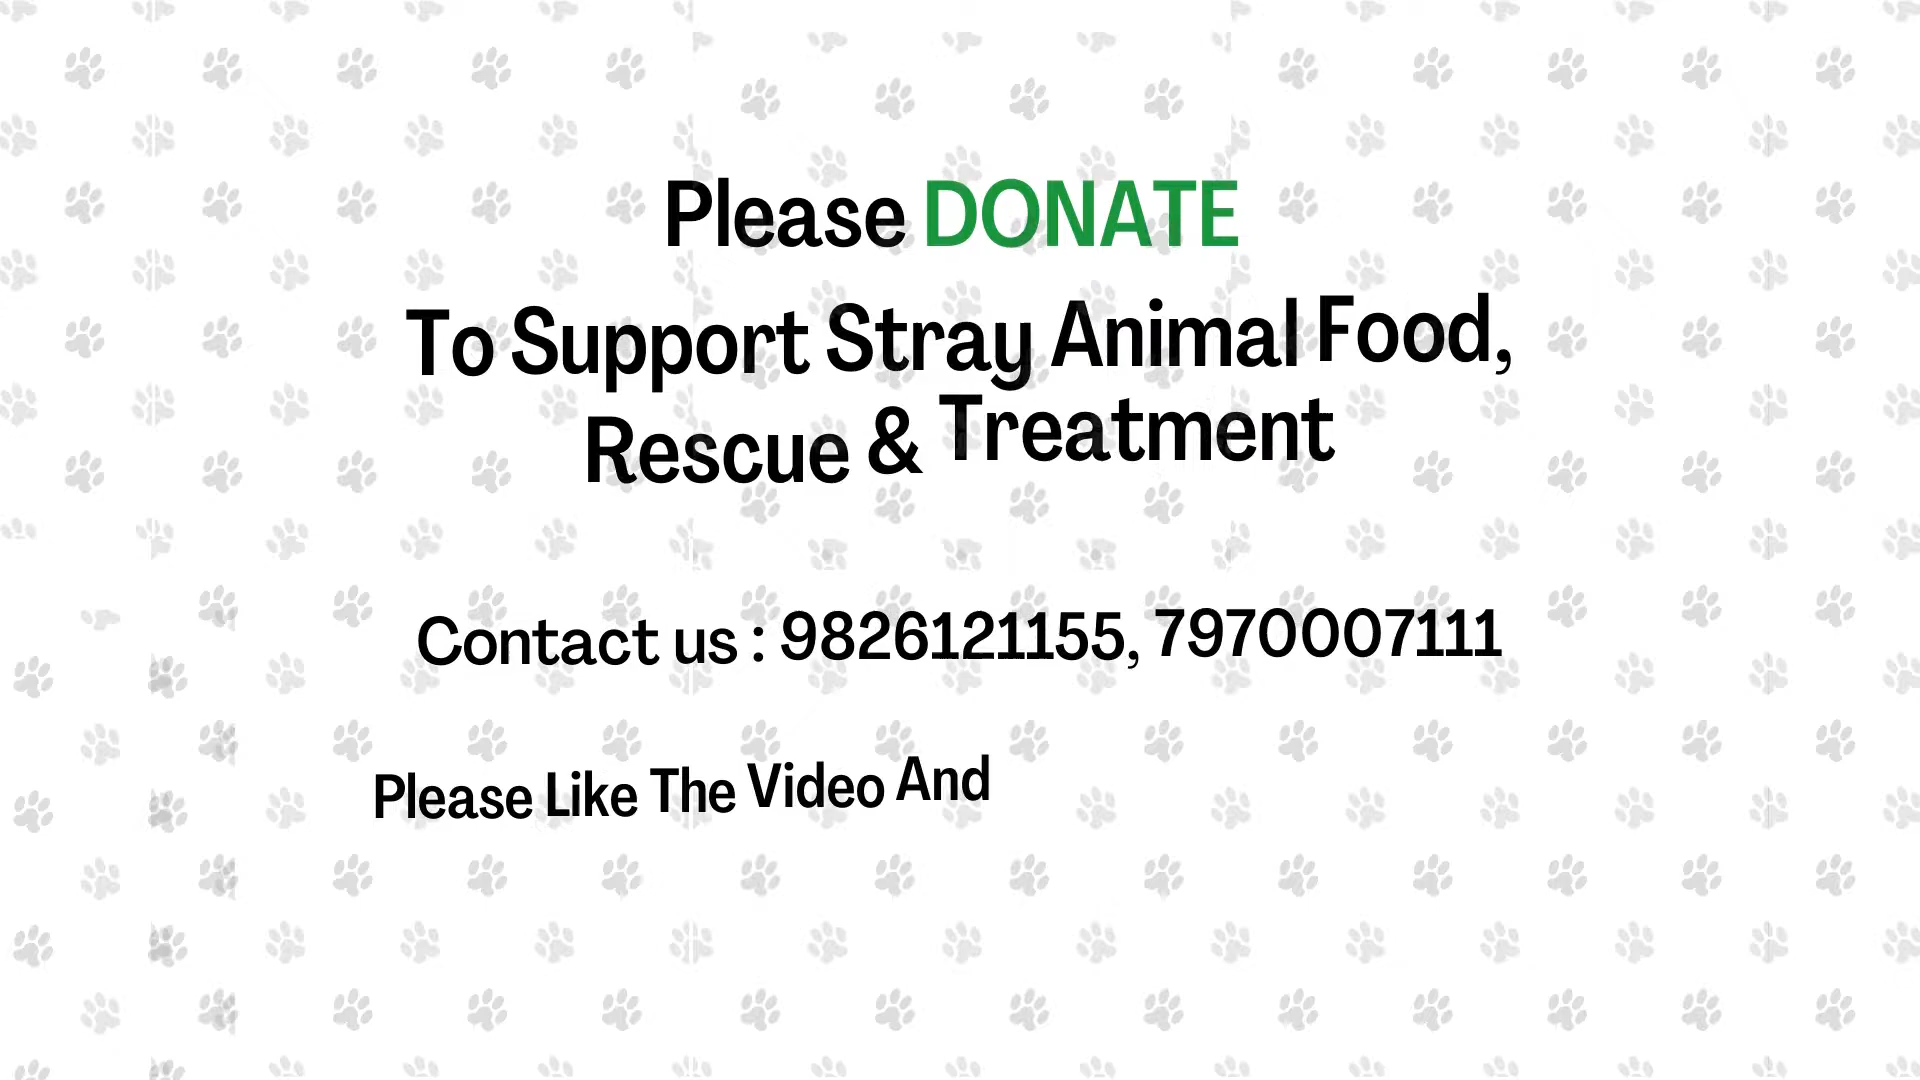 Please DONATE
To Support Stray Animal Food,
Rescue & Treatment
Contact us : 9826121155, 7970007111
Please Like The Video And